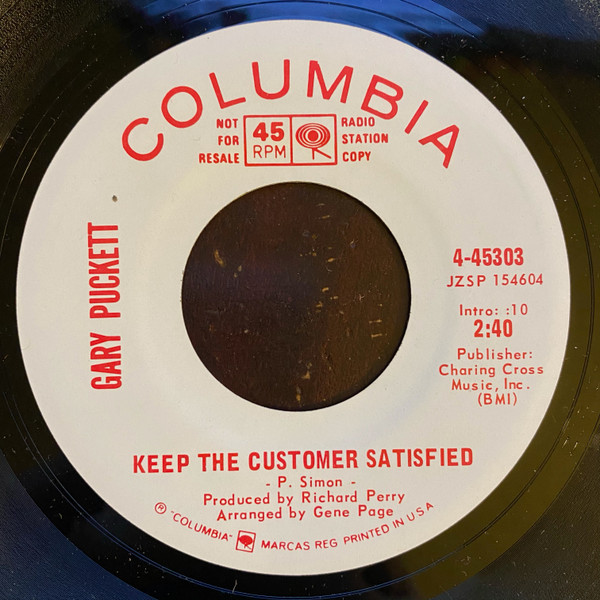 COLUMBIA
NOT
FOR
RESALE
45
RPM
RADIO
STATION
COPY
GARY PUCKETT
4-45303
JZSP 154604
Intro: :10
2:40
Publisher:
Charing Cross
Music, Inc.
(BMI)
KEEP THE CUSTOMER SATISFIED
- P. Simon -
Produced by Richard Perry
Arranged by Gene Page
® "COLUMBIA" MARCAS REG PRINTED IN U S A